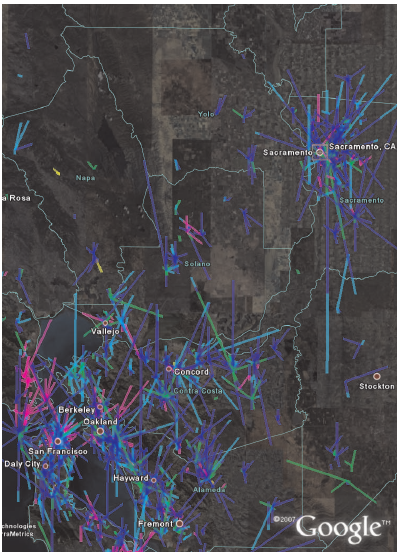 Yolo
Sacramento
Sacramento, CA
Napa
a Rosa
Sacramento
Solano
Vallejo
Concord
Stockton
Contra Costa
Berkeley
Oakland
San Francisco
Daly City
Hayward
Alameda
Fremont
©2007 Google™
chnologies
rraMetrics